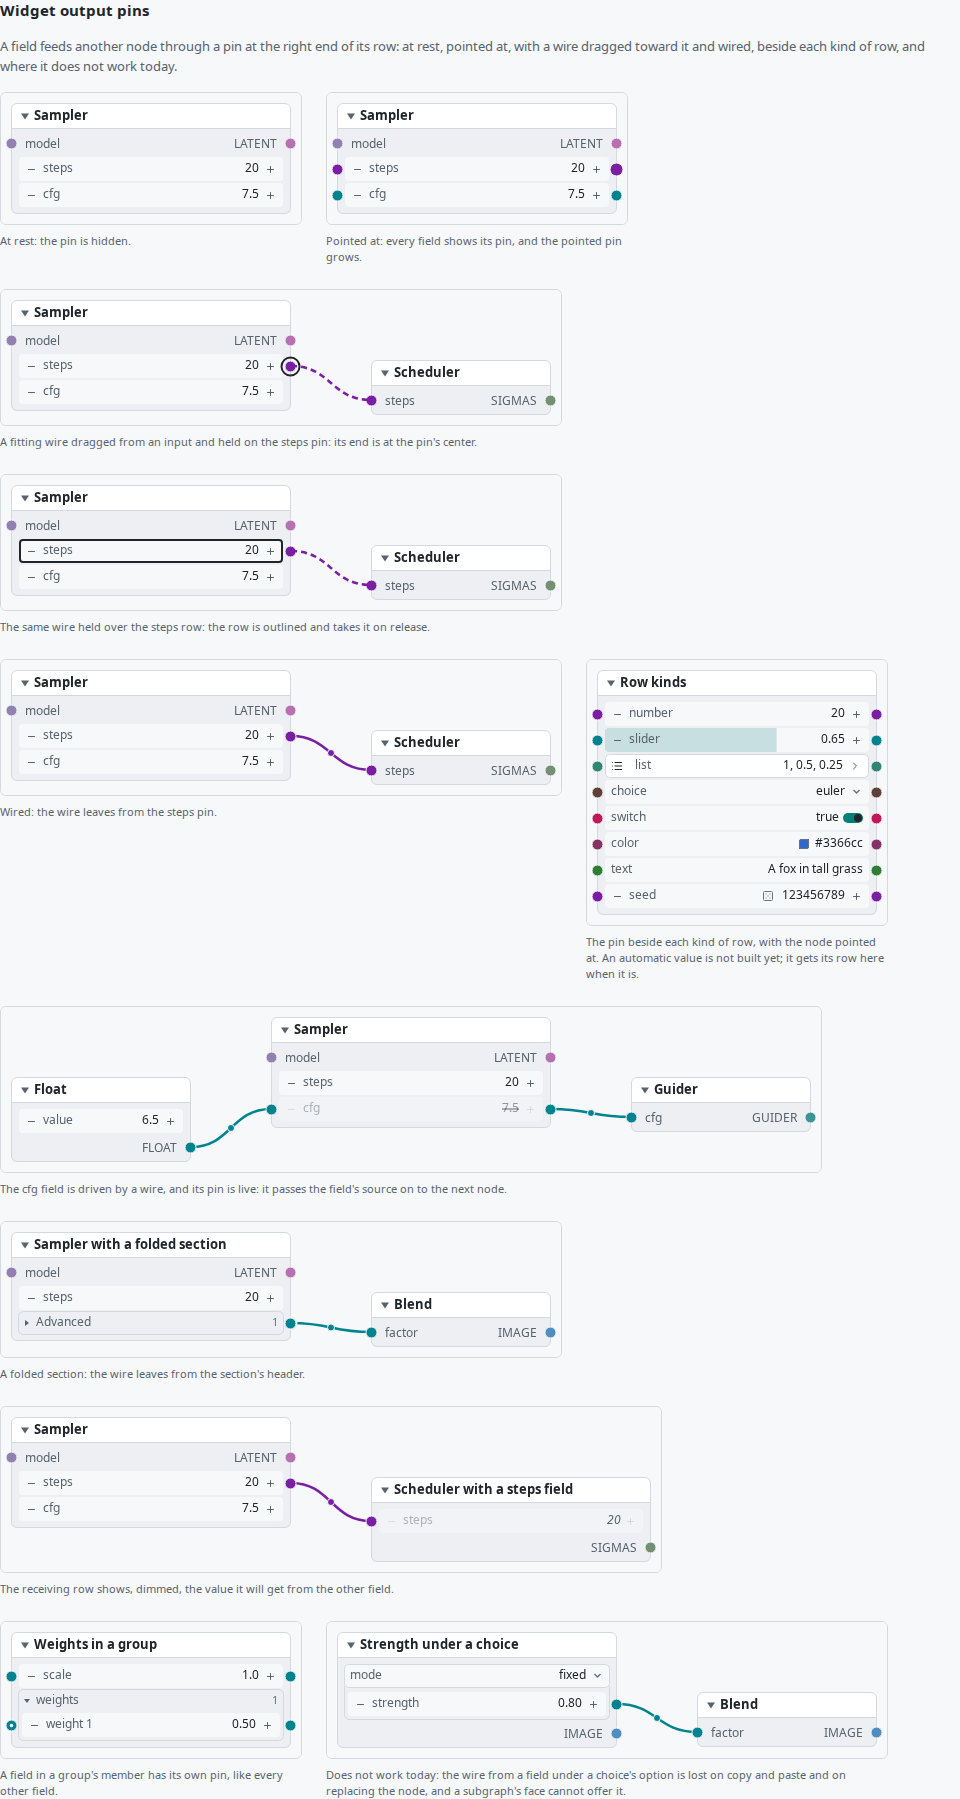 Widget output pins
A field feeds another node through a pin at the right end of its row: at rest, pointed at, with a wire dragged toward it and wired, beside each kind of row, and
where it does not work today.
Sampler
model LATENT
– steps 20 +
– cfg 7.5 +
At rest: the pin is hidden.
Sampler
model LATENT
– steps 20 +
– cfg 7.5 +
Pointed at: every field shows its pin, and the pointed pin
grows.
Sampler
model LATENT
– steps 20 +
– cfg 7.5 +
Scheduler
steps SIGMAS
A fitting wire dragged from an input and held on the steps pin: its end is at the pin's center.
Sampler
model LATENT
– steps 20 +
– cfg 7.5 +
Scheduler
steps SIGMAS
The same wire held over the steps row: the row is outlined and takes it on release.
Sampler
model LATENT
– steps 20 +
– cfg 7.5 +
Scheduler
steps SIGMAS
Wired: the wire leaves from the steps pin.
Row kinds
– number 20 +
– slider 0.65 +
list 1, 0.5, 0.25
choice euler
switch true
color #3366cc
text A fox in tall grass
– seed 123456789 +
The pin beside each kind of row, with the node pointed
at. An automatic value is not built yet; it gets its row here
when it is.
Float
– value 6.5 +
FLOAT
Sampler
model LATENT
– steps 20 +
– cfg 7.5 +
Guider
cfg GUIDER
The cfg field is driven by a wire, and its pin is live: it passes the field's source on to the next node.
Sampler with a folded section
model LATENT
– steps 20 +
Advanced 1
Blend
factor IMAGE
A folded section: the wire leaves from the section's header.
Sampler
model LATENT
– steps 20 +
– cfg 7.5 +
Scheduler with a steps field
– steps 20 +
SIGMAS
The receiving row shows, dimmed, the value it will get from the other field.
Weights in a group
– scale 1.0 +
weights 1
– weight 1 0.50 +
A field in a group's member has its own pin, like every
other field.
Strength under a choice
mode fixed
– strength 0.80 +
IMAGE
Blend
factor IMAGE
Does not work today: the wire from a field under a choice's option is lost on copy and paste and on
replacing the node, and a subgraph's face cannot offer it.